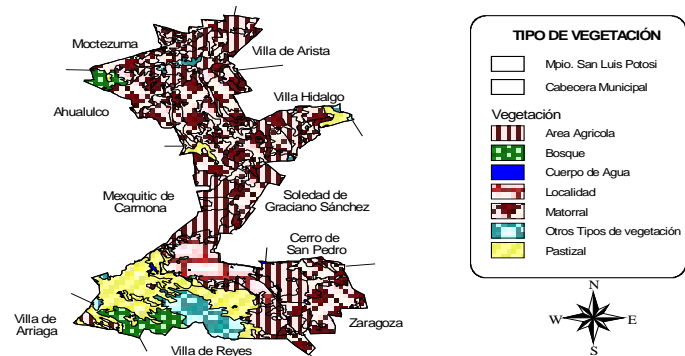 Moctezuma
Villa de Arista
Ahualulco
Villa Hidalgo
Mexquitic de
Carmona
Soledad de
Graciano Sánchez
Cerro de
San Pedro
Villa de
Arriaga
Villa de Reyes
Zaragoza
TIPO DE VEGETACIÓN
Mpio. San Luis Potosi
Cabecera Municipal
Vegetación
Area Agricola
Bosque
Cuerpo de Agua
Localidad
Matorral
Otros Tipos de vegetación
Pastizal
N
W E
S